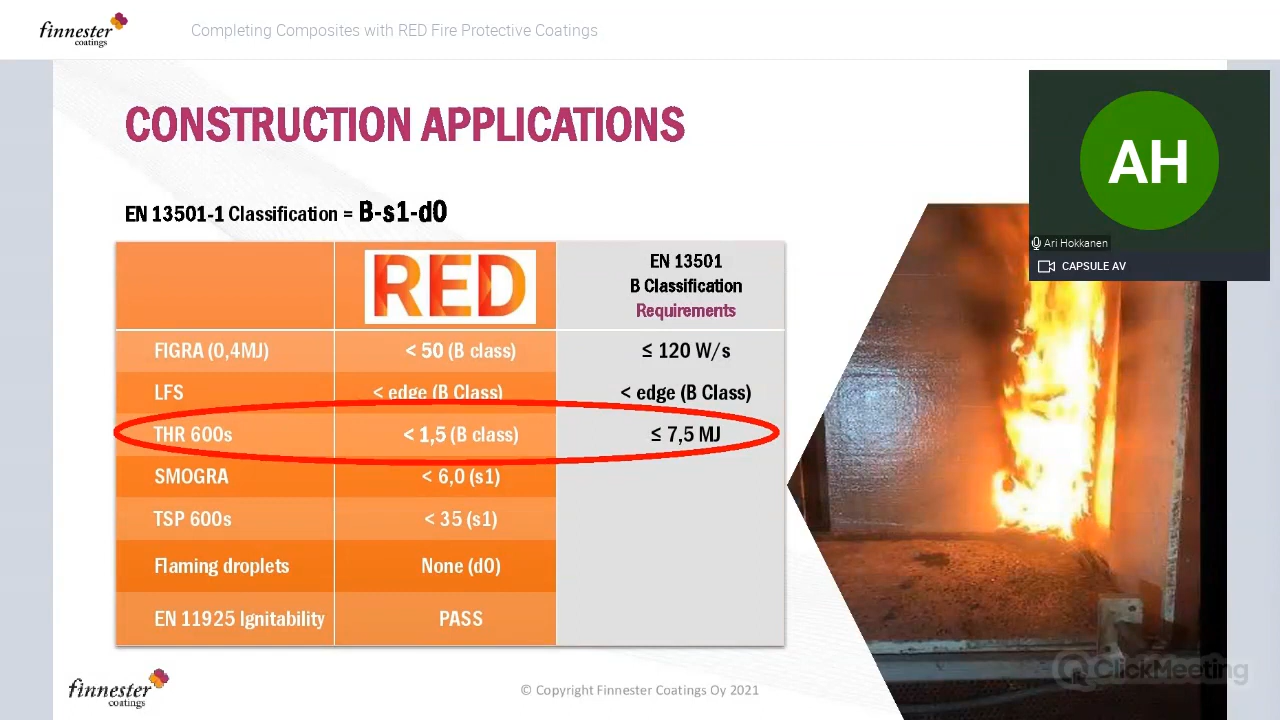 finnester
coatings
Completing Composites with RED Fire Protective Coatings
CONSTRUCTION APPLICATIONS
AH
Ari Hokkanen
CAPSULE AV
EN 13501-1 Classification = B-s1-d0
RED
EN 13501
B Classification
Requirements
FIGRA (0,4MJ) < 50 (B class) ≤ 120 W/s
LFS < edge (B Class) < edge (B Class)
THR 600s < 1,5 (B class) ≤ 7,5 MJ
SMOGRA < 6,0 (s1)
TSP 600s < 35 (s1)
Flaming droplets None (d0)
EN 11925 Ignitability PASS
finnester
coatings
© Copyright Finnester Coatings Oy 2021
ClickMeeting